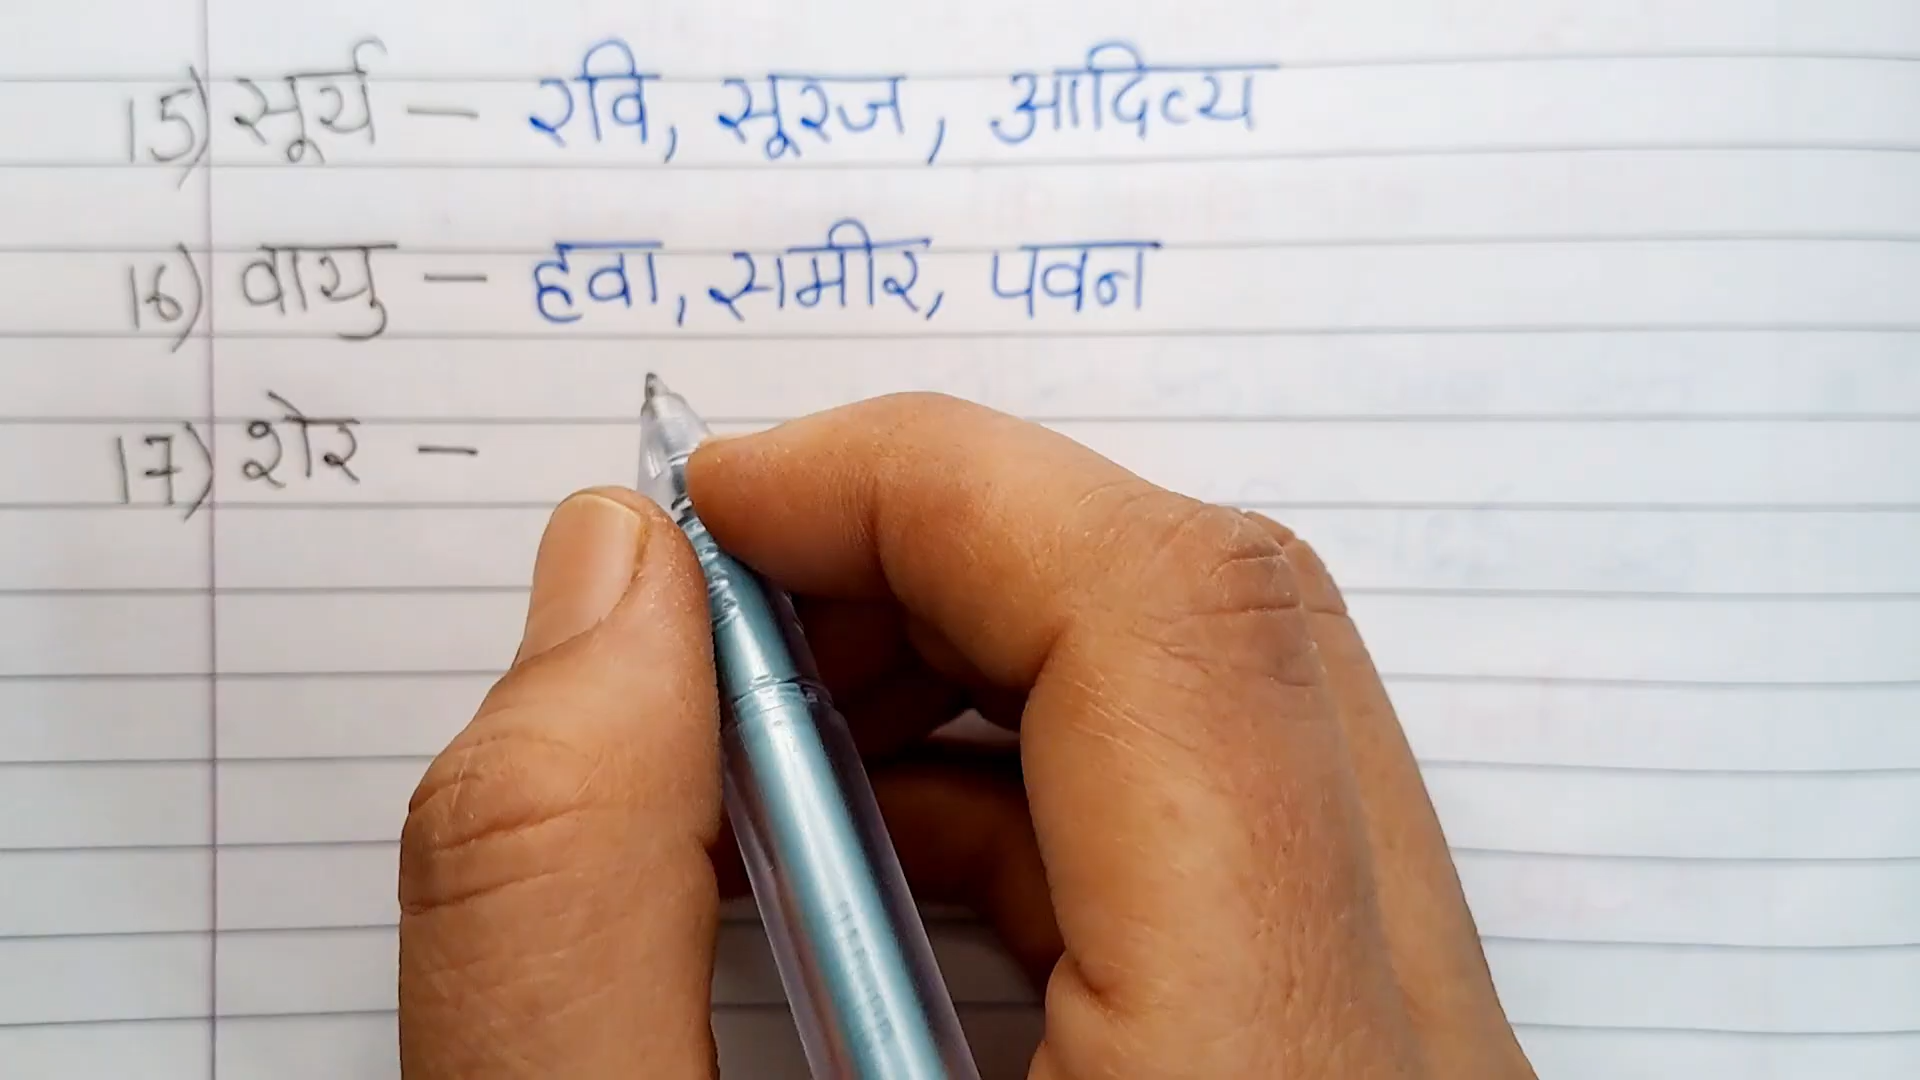 15) सूर्य – रवि, सूरज, आदित्य
16) वायु – हवा, समीर, पवन
17) शेर –